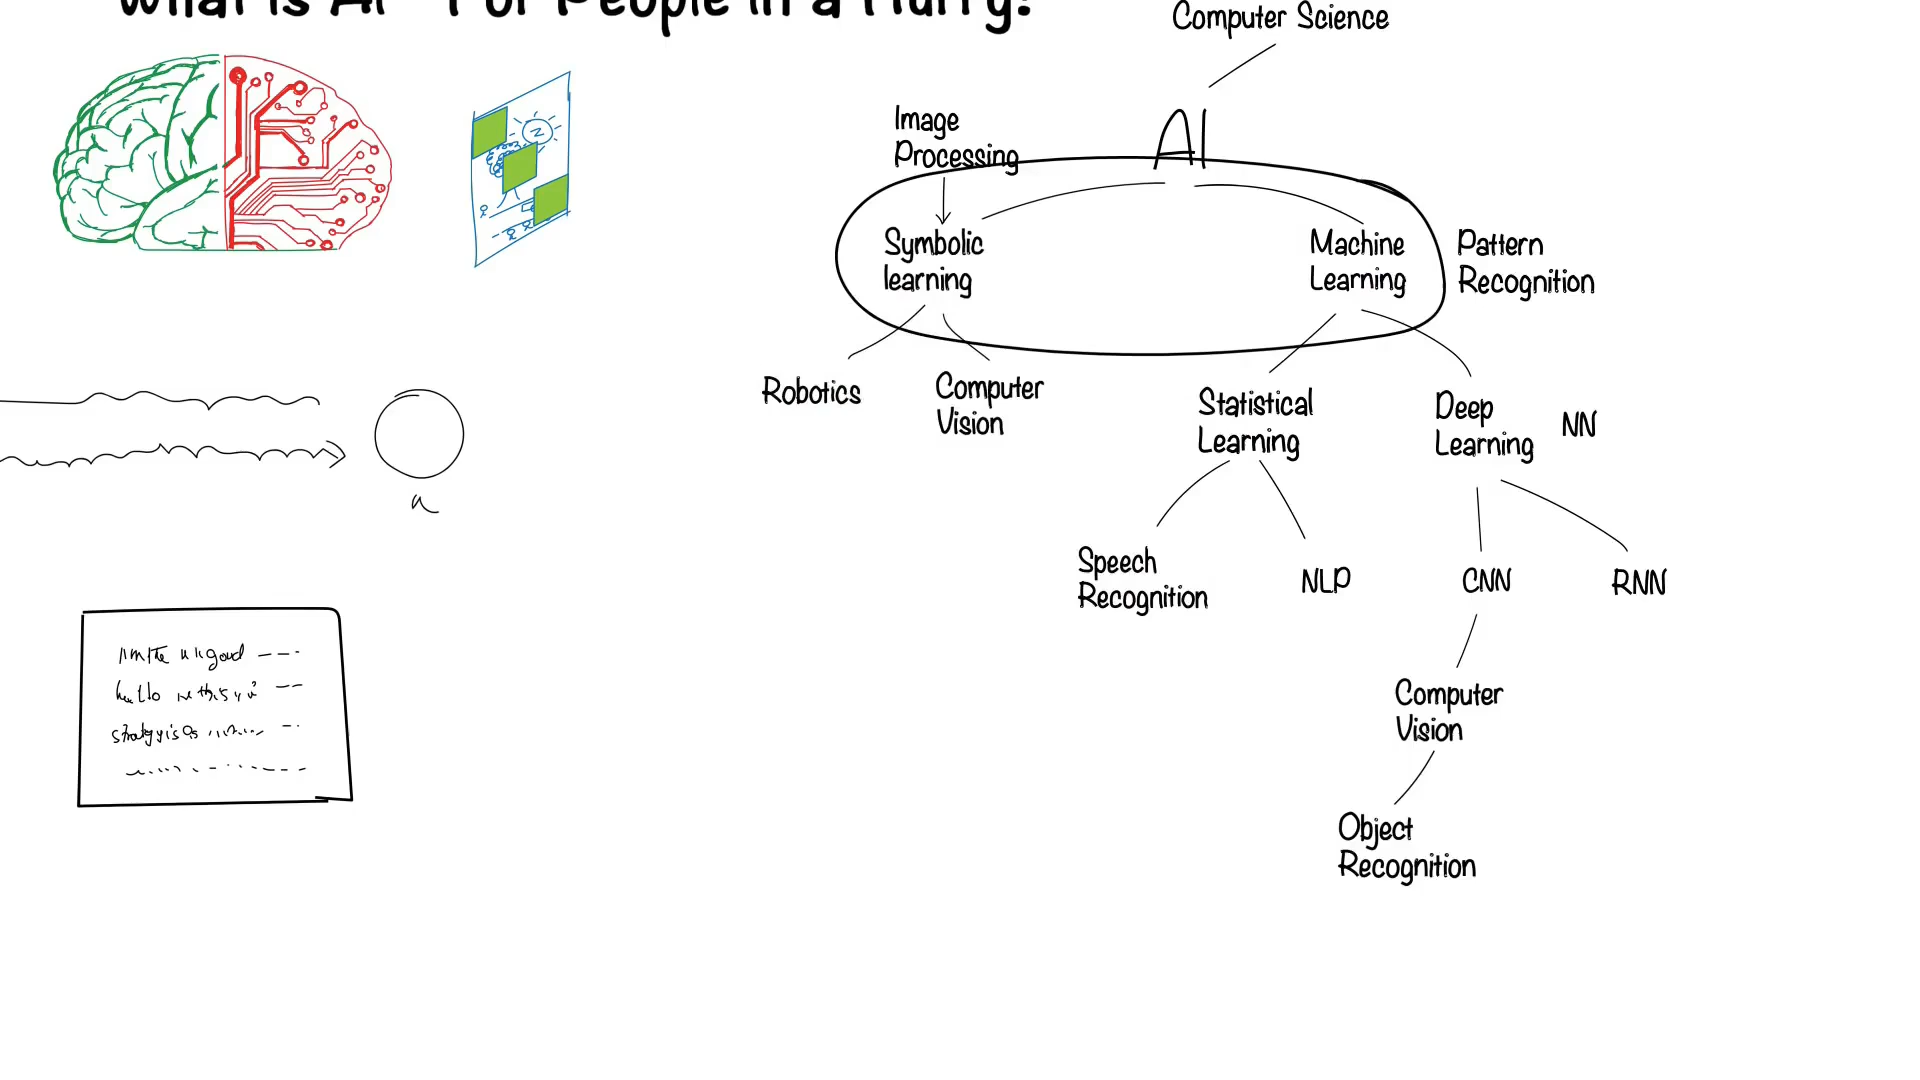 What is AI - For People in a Hurry!
Computer Science
AI
Image
Processing
Symbolic
learning
Machine
Learning
Pattern
Recognition
Robotics
Computer
Vision
Statistical
Learning
Deep
Learning
NN
Speech
Recognition
NLP
CNN
RNN
Computer
Vision
Object
Recognition
a
hello